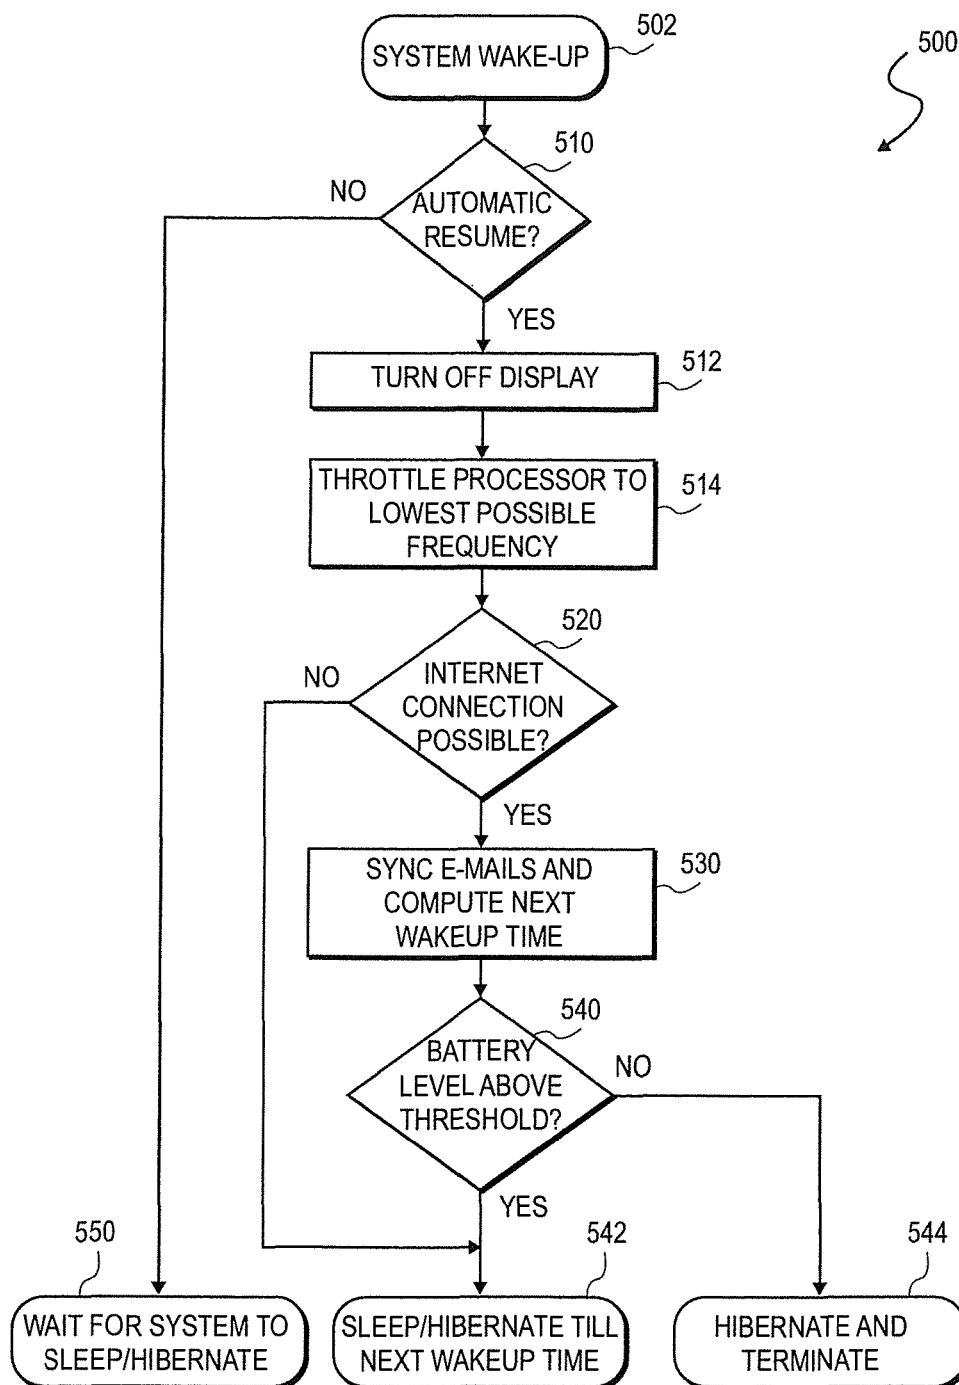 502
SYSTEM WAKE-UP
500
510
NO
AUTOMATIC
RESUME?
YES
512
TURN OFF DISPLAY
THROTTLE PROCESSOR TO
LOWEST POSSIBLE
FREQUENCY
514
520
NO
INTERNET
CONNECTION
POSSIBLE?
YES
SYNC E-MAILS AND
COMPUTE NEXT
WAKEUP TIME
530
540
BATTERY
LEVEL ABOVE
THRESHOLD?
NO
YES
550
542
544
WAIT FOR SYSTEM TO
SLEEP/HIBERNATE
SLEEP/HIBERNATE TILL
NEXT WAKEUP TIME
HIBERNATE AND
TERMINATE